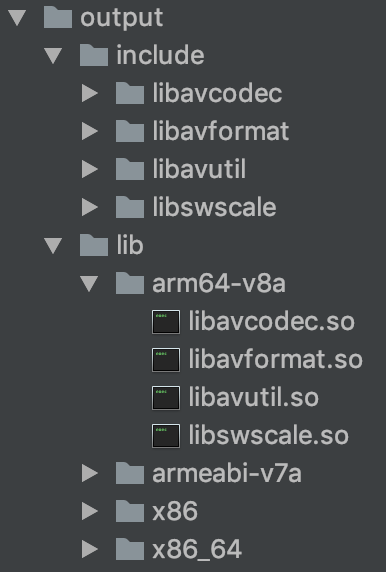 output
include
libavcodec
libavformat
libavutil
libswscale
lib
arm64-v8a
libavcodec.so
libavformat.so
libavutil.so
libswscale.so
armeabi-v7a
x86
x86_64